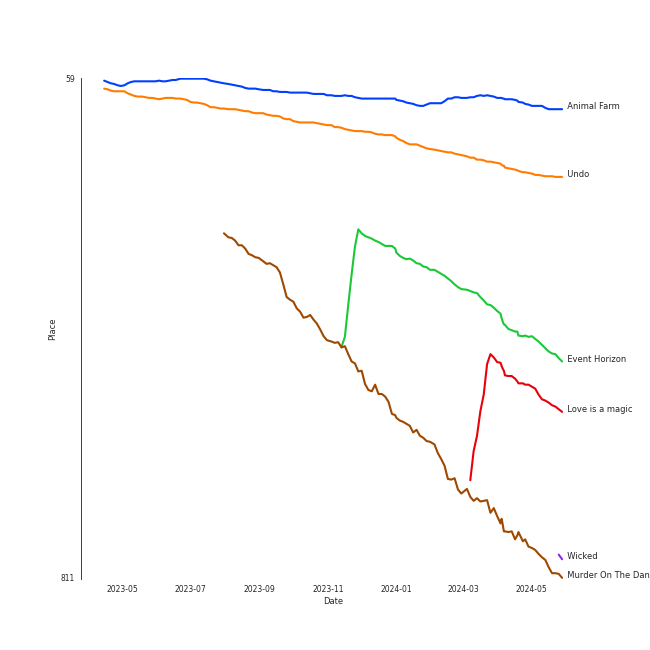 59
Animal Farm
Undo
Place
Event Horizon
Love is a magic
Wicked
811
Murder On The Dan
2023-05 2023-07 2023-09 2023-11 2024-01 2024-03 2024-05
Date